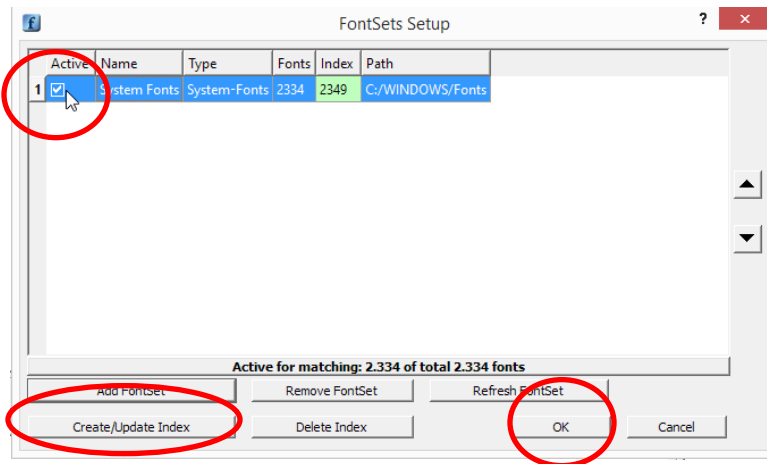 f FontSets Setup ? ×
Active Name Type Fonts Index Path
1 System Fonts System-Fonts 2334 2349 C:/WINDOWS/Fonts
Active for matching: 2.334 of total 2.334 fonts
Add FontSet Remove FontSet Refresh FontSet
Create/Update Index Delete Index OK Cancel